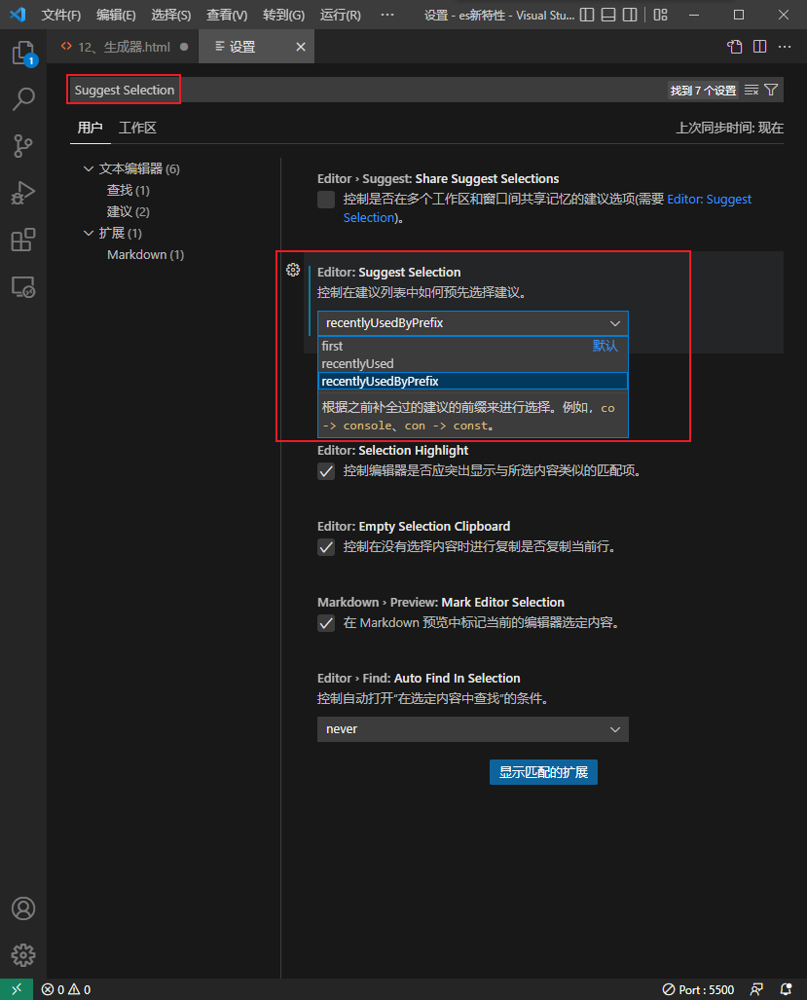 文件(F) 编辑(E) 选择(S) 查看(V) 转到(G) 运行(R) ··· 设置 - es新特性 - Visual Stu...
12、生成器.html ● 设置 ×
1
Suggest Selection 找到 7 个设置
用户 工作区 上次同步时间: 现在
文本编辑器 (6)
查找 (1)
建议 (2)
扩展 (1)
Markdown (1)
Editor › Suggest: Share Suggest Selections
控制是否在多个工作区和窗口间共享记忆的建议选项(需要 Editor: Suggest
Selection)。
Editor: Suggest Selection
控制在建议列表中如何预先选择建议。
recentlyUsedByPrefix
first 默认
recentlyUsed
recentlyUsedByPrefix
根据之前补全过的建议的前缀来进行选择。例如，co
-> console、con -> const。
Editor: Selection Highlight
控制编辑器是否应突出显示与所选内容类似的匹配项。
Editor: Empty Selection Clipboard
控制在没有选择内容时进行复制是否复制当前行。
Markdown › Preview: Mark Editor Selection
在 Markdown 预览中标记当前的编辑器选定内容。
Editor › Find: Auto Find In Selection
控制自动打开“在选定内容中查找”的条件。
never
显示匹配的扩展
0 0 Port : 5500